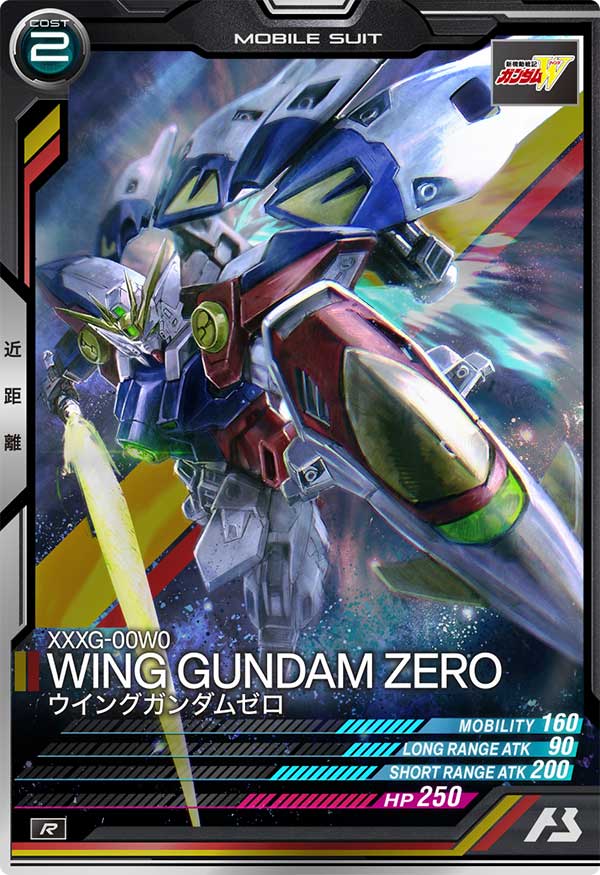 COST
2
MOBILE SUIT
新機動戦記
ガンダムW
近距離
XXXG-00W0
WING GUNDAM ZERO
ウイングガンダムゼロ
MOBILITY 160
LONG RANGE ATK 90
SHORT RANGE ATK 200
HP 250
R